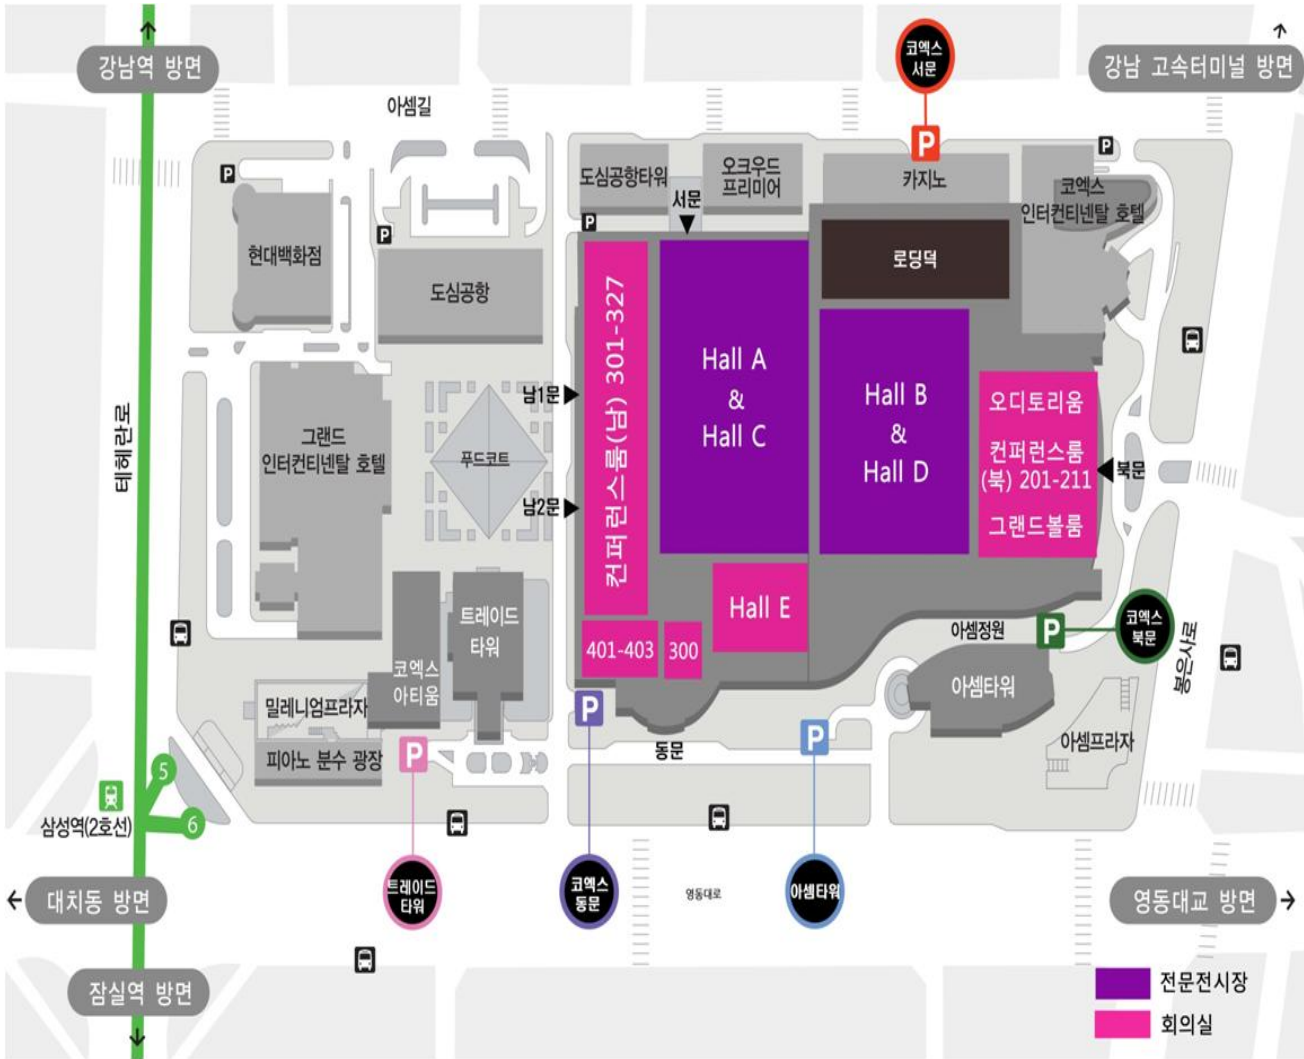 강남역 방면
코엑스
서문
강남 고속터미널 방면
아셈길
P
P
P
도심공항타워
오크우드
프리미어
카지노
코엑스
인터컨티넨탈 호텔
P
P
서문
현대백화점
도심공항
로딩덕
컨퍼런스룸(남) 301-327
Hall A
&
Hall C
Hall B
&
Hall D
오디토리움
컨퍼런스룸
(북) 201-211
그랜드볼룸
북문
남1문
남2문
테헤란로
그랜드
인터컨티넨탈 호텔
푸드코트
트레이드
타워
Hall E
401-403
300
아셈정원
P
코엑스
북문
봉은사로
코엑스
아티움
밀레니엄프라자
피아노 분수 광장
P
P
동문
P
아셈타워
아셈프라자
5
6
삼성역(2호선)
대치동 방면
트레이드
타워
코엑스
동문
영동대로
아셈타워
영동대교 방면
잠실역 방면
전문전시장
회의실